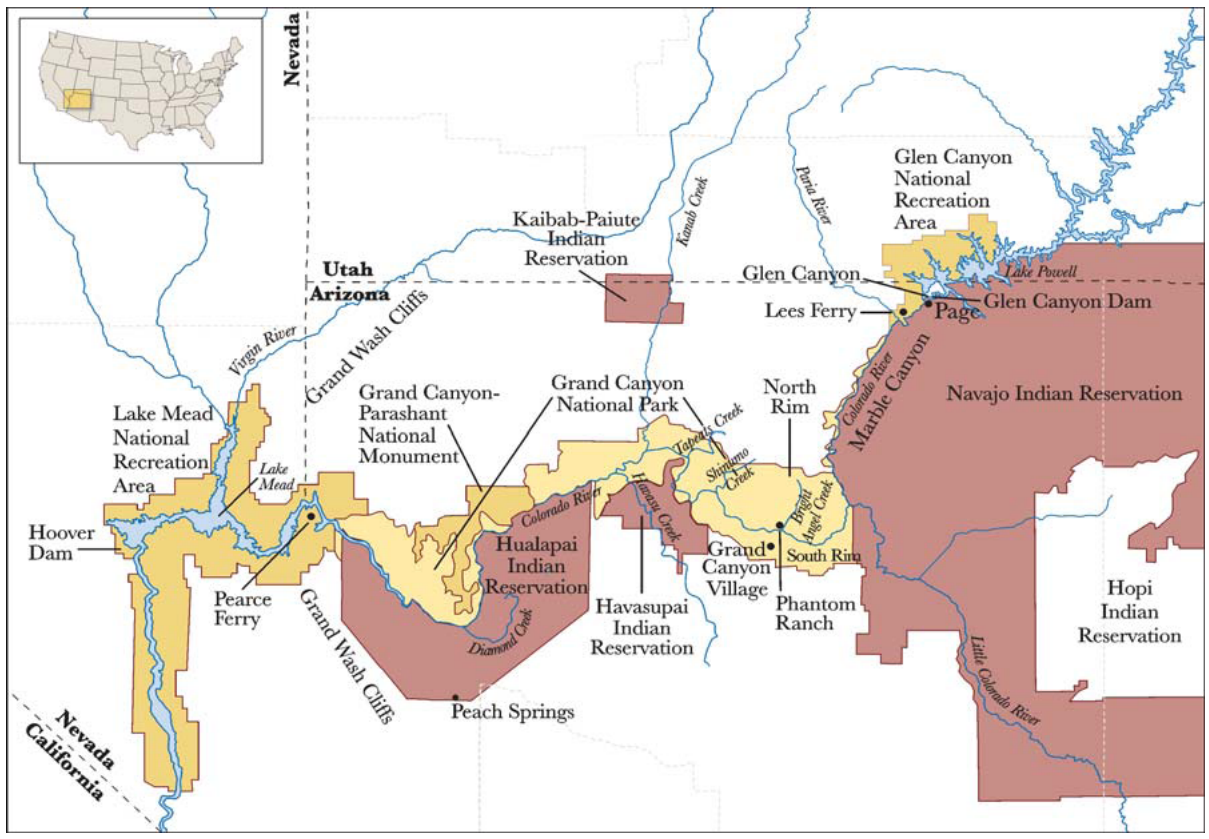 Nevada
Glen Canyon
National
Recreation
Area
Paria River
Kanab Creek
Kaibab-Paiute
Indian
Reservation
Utah
Arizona
Glen Canyon
Lake Powell
Glen Canyon Dam
Lees Ferry
Page
Virgin River
Grand Wash Cliffs
Colorado River
Marble Canyon
Navajo Indian Reservation
Grand Canyon-
Parashant
National
Monument
Grand Canyon
National Park
North
Rim
Lake Mead
National
Recreation
Area
Lake
Mead
Tapeats Creek
Shinumo
Creek
Bright
Angel Creek
Havasu Creek
Colorado River
Hoover
Dam
Hualapai
Indian
Reservation
Grand
Canyon
Village
South Rim
Pearce
Ferry
Grand Wash Cliffs
Diamond Creek
Havasupai
Indian
Reservation
Phantom
Ranch
Hopi
Indian
Reservation
Little Colorado River
Peach Springs
Nevada
California